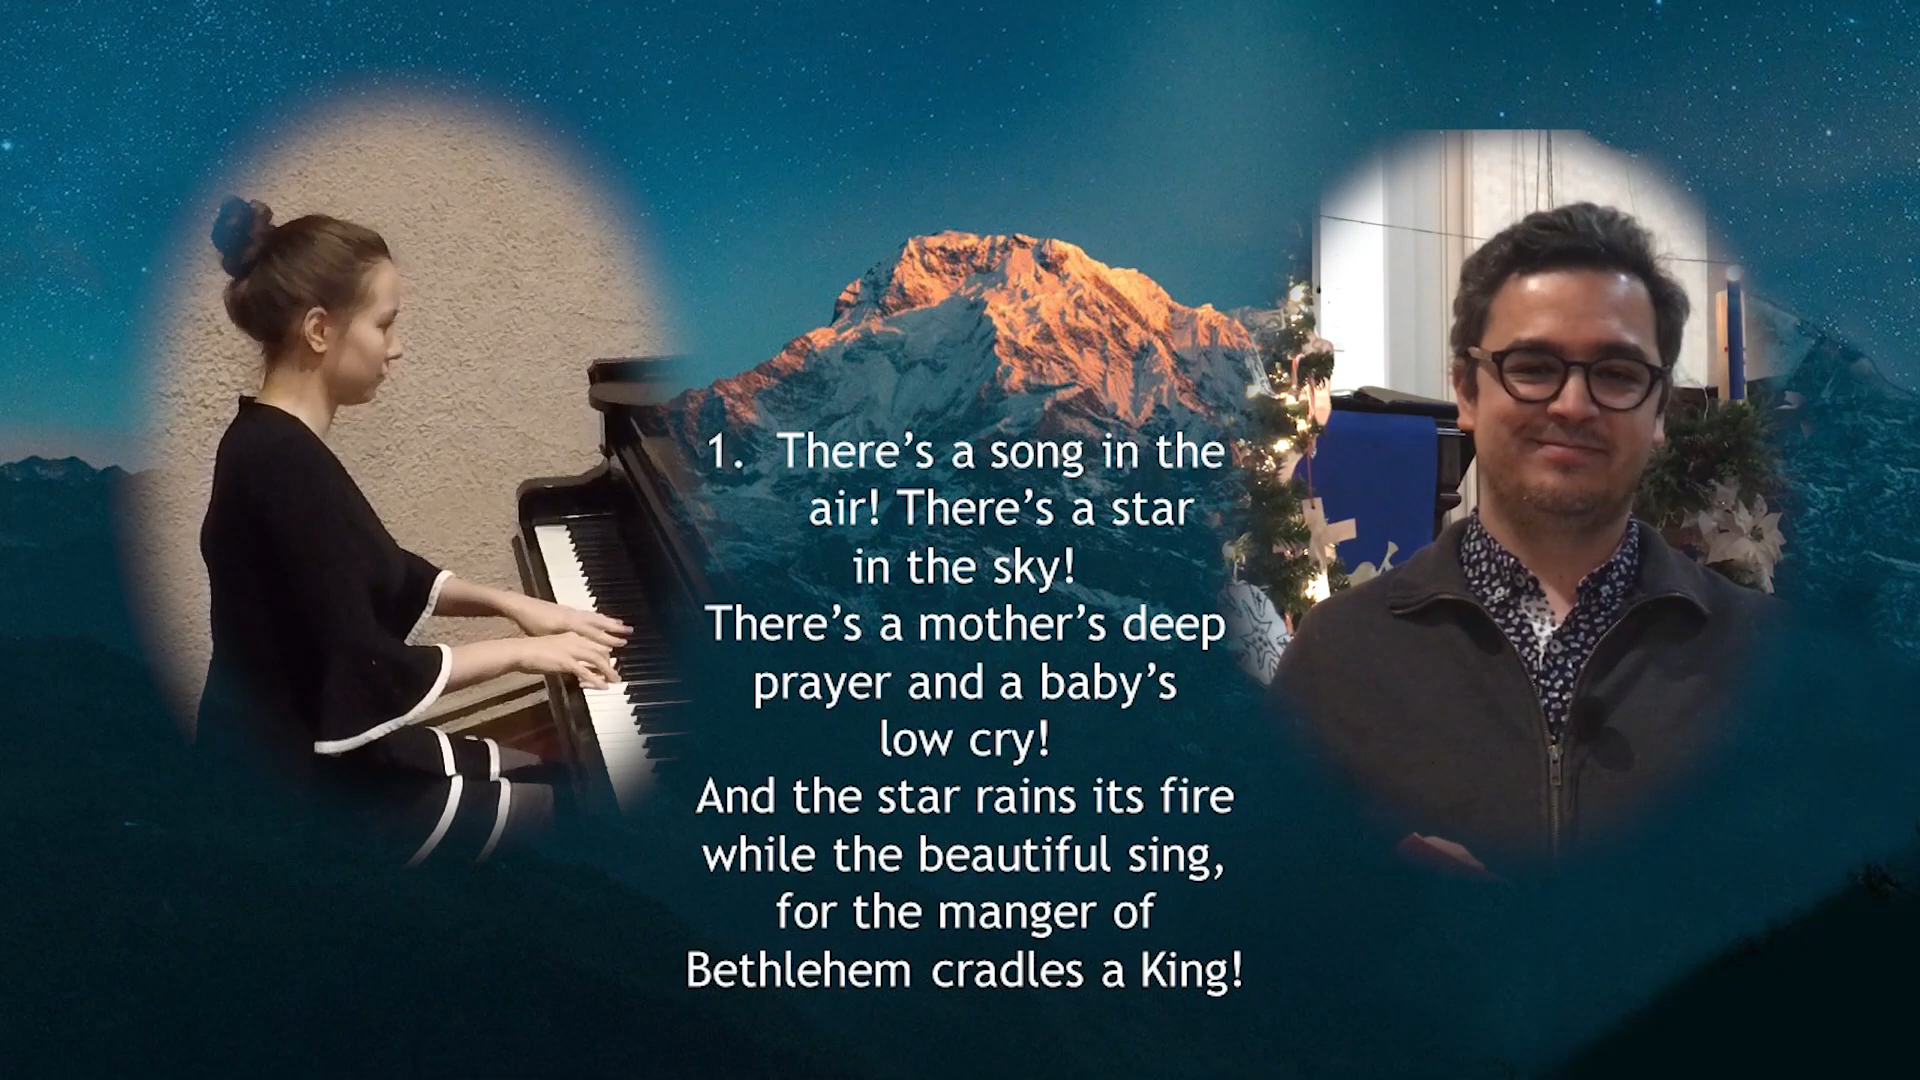 1. There’s a song in the
air! There’s a star
in the sky!
There’s a mother’s deep
prayer and a baby’s
low cry!
And the star rains its fire
while the beautiful sing,
for the manger of
Bethlehem cradles a King!